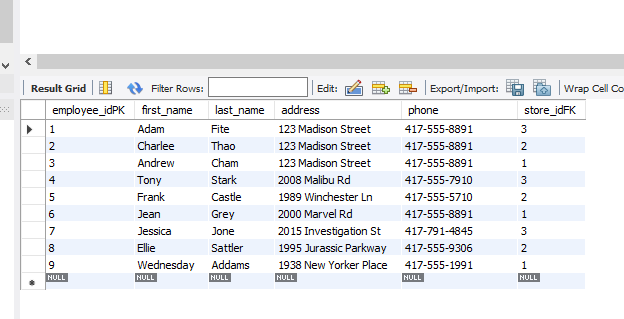 Result Grid Filter Rows: Edit: Export/Import: Wrap Cell Co
employee_idPK first_name last_name address phone store_idFK
1 Adam Fite 123 Madison Street 417-555-8891 3
2 Charlee Thao 123 Madison Street 417-555-8891 2
3 Andrew Cham 123 Madison Street 417-555-8891 1
4 Tony Stark 2008 Malibu Rd 417-555-7910 3
5 Frank Castle 1989 Winchester Ln 417-555-5710 2
6 Jean Grey 2000 Marvel Rd 417-555-8891 1
7 Jessica Jone 2015 Investigation St 417-791-4845 3
8 Ellie Sattler 1995 Jurassic Parkway 417-555-9306 2
9 Wednesday Addams 1938 New Yorker Place 417-555-1991 1
NULL NULL NULL NULL NULL NULL